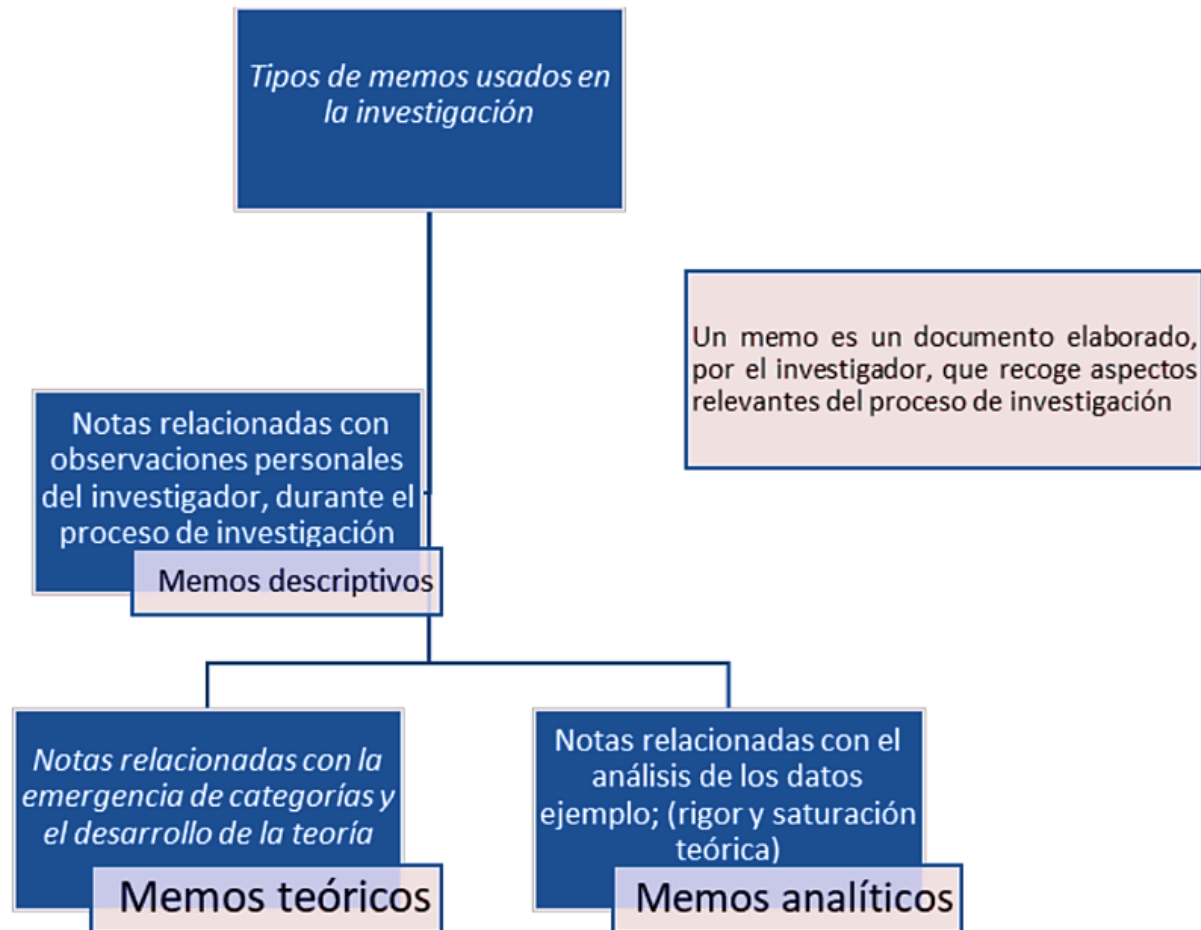 Tipos de memos usados en
la investigación
Un memo es un documento elaborado,
por el investigador, que recoge aspectos
relevantes del proceso de investigación
Notas relacionadas con
observaciones personales
del investigador, durante el
proceso de investigación
Memos descriptivos
Notas relacionadas con la
emergencia de categorías y
el desarrollo de la teoría
Memos teóricos
Notas relacionadas con el
análisis de los datos
ejemplo; (rigor y saturación
teórica)
Memos analíticos